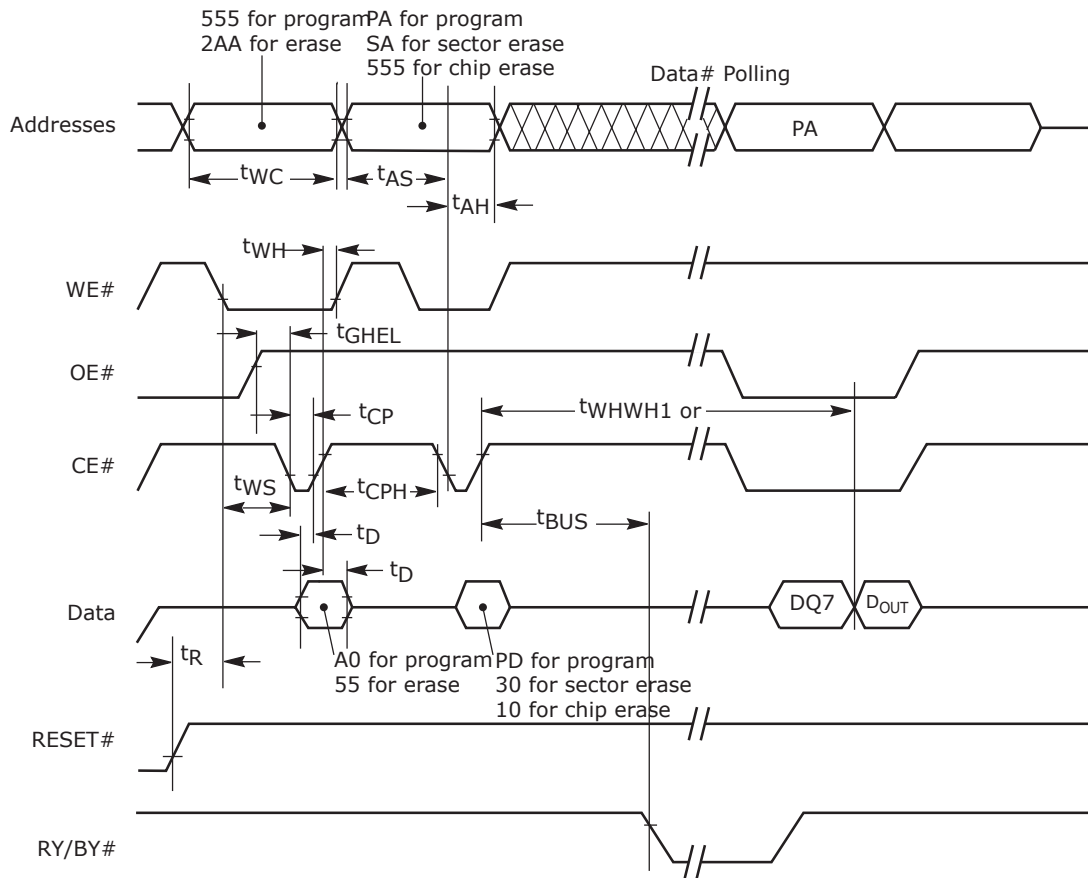 555 for program
2AA for erase
PA for program
SA for sector erase
555 for chip erase
Data# Polling
Addresses
PA
tWC
tAS
tAH
tWH
WE#
tGHEL
OE#
tCP
tWHWH1 or
CE#
tWS
tCPH
tBUS
tD
tD
Data
DQ7
DOUT
tR
A0 for program
55 for erase
PD for program
30 for sector erase
10 for chip erase
RESET#
RY/BY#